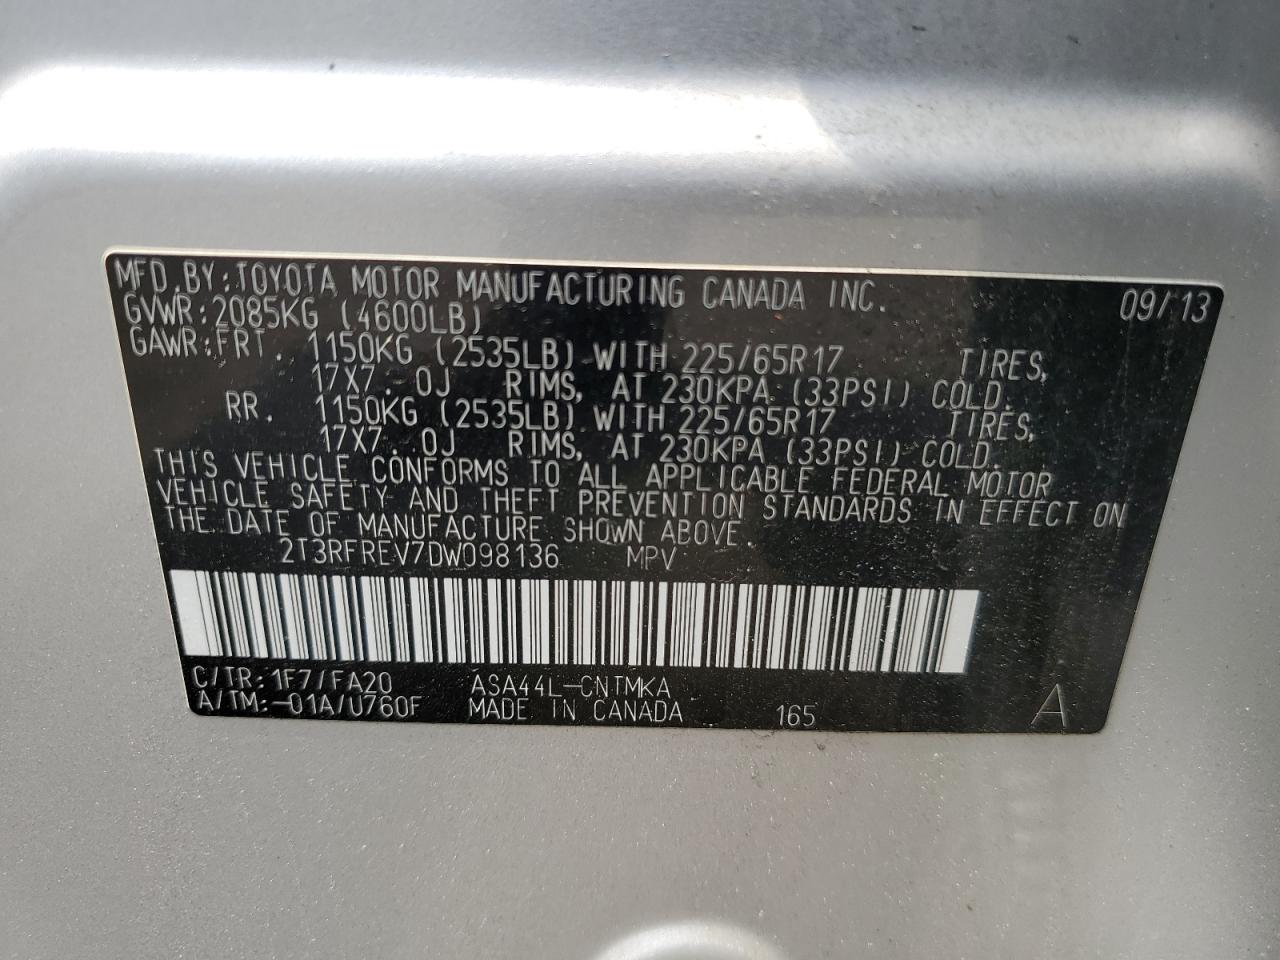 MFD.BY:TOYOTA MOTOR MANUFACTURING CANADA INC. 09/13
GVWR:2085KG (4600LB)
GAWR:FRT. 1150KG (2535LB) WITH 225/65R17 TIRES,
17X7.0J RIMS, AT 230KPA (33PSI) COLD.
RR. 1150KG (2535LB) WITH 225/65R17 TIRES,
17X7.0J RIMS, AT 230KPA (33PSI) COLD.
THIS VEHICLE CONFORMS TO ALL APPLICABLE FEDERAL MOTOR
VEHICLE SAFETY AND THEFT PREVENTION STANDARDS IN EFFECT ON
THE DATE OF MANUFACTURE SHOWN ABOVE.
2T3RFREV7DW098136 MPV
C/TR:1F7/FA20 ASA44L-CNTMKA
A/TM:-01A/U760F MADE IN CANADA 165 A